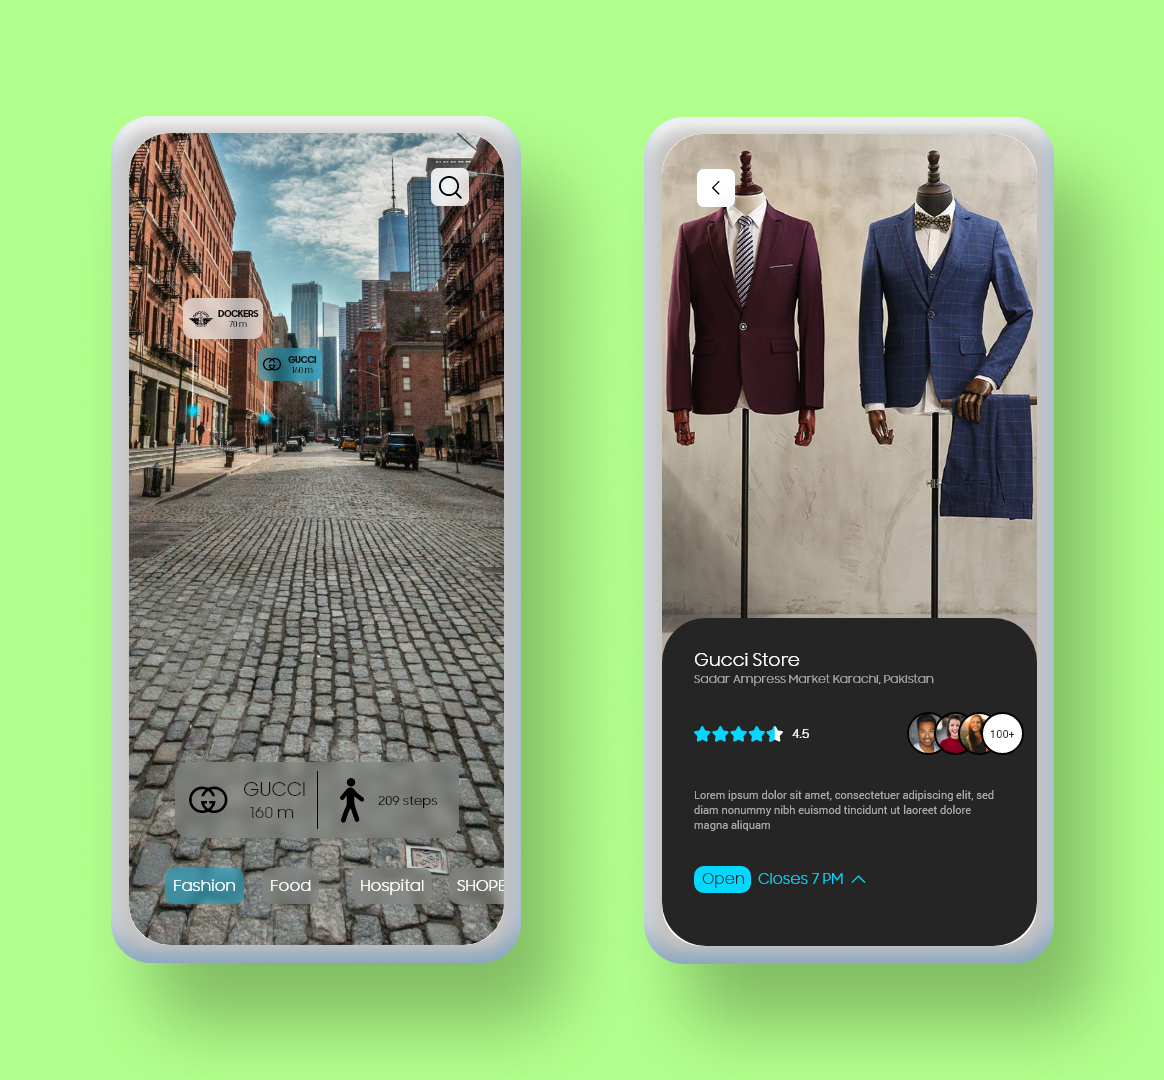 DOCKERS
70 m
GUCCI
160 m
GUCCI
160 m
209 steps
Fashion
Food
Hospital
SHOPE
Gucci Store
Sadar Ampress Market Karachi, Pakistan
4.5
100+
Lorem ipsum dolor sit amet, consectetuer adipiscing elit, sed
diam nonummy nibh euismod tincidunt ut laoreet dolore
magna aliquam
Open
Closes 7 PM